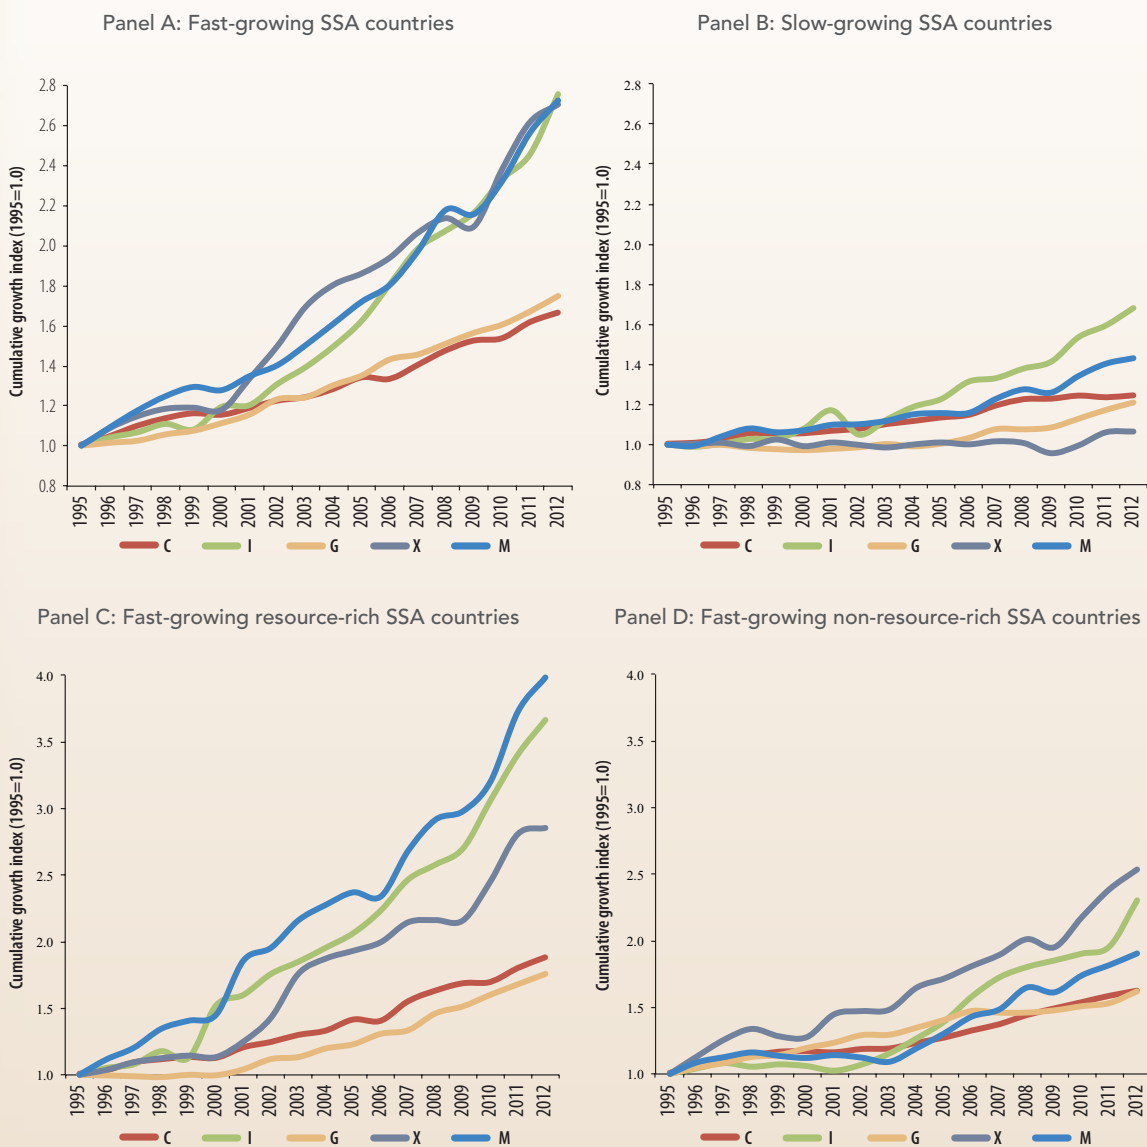 Panel A: Fast-growing SSA countries
Cumulative growth index (1995=1.0)
2.8
2.6
2.4
2.2
2.0
1.8
1.6
1.4
1.2
1.0
0.8
1995 1996 1997 1998 1999 2000 2001 2002 2003 2004 2005 2006 2007 2008 2009 2010 2011 2012
C I G X M
Panel B: Slow-growing SSA countries
Cumulative growth index (1995=1.0)
2.8
2.6
2.4
2.2
2.0
1.8
1.6
1.4
1.2
1.0
0.8
1995 1996 1997 1998 1999 2000 2001 2002 2003 2004 2005 2006 2007 2008 2009 2010 2011 2012
C I G X M
Panel C: Fast-growing resource-rich SSA countries
Cumulative growth index (1995=1.0)
4.0
3.5
3.0
2.5
2.0
1.5
1.0
1995 1996 1997 1998 1999 2000 2001 2002 2003 2004 2005 2006 2007 2008 2009 2010 2011 2012
C I G X M
Panel D: Fast-growing non-resource-rich SSA countries
Cumulative growth index (1995=1.0)
4.0
3.5
3.0
2.5
2.0
1.5
1.0
1995 1996 1997 1998 1999 2000 2001 2002 2003 2004 2005 2006 2007 2008 2009 2010 2011 2012
C I G X M